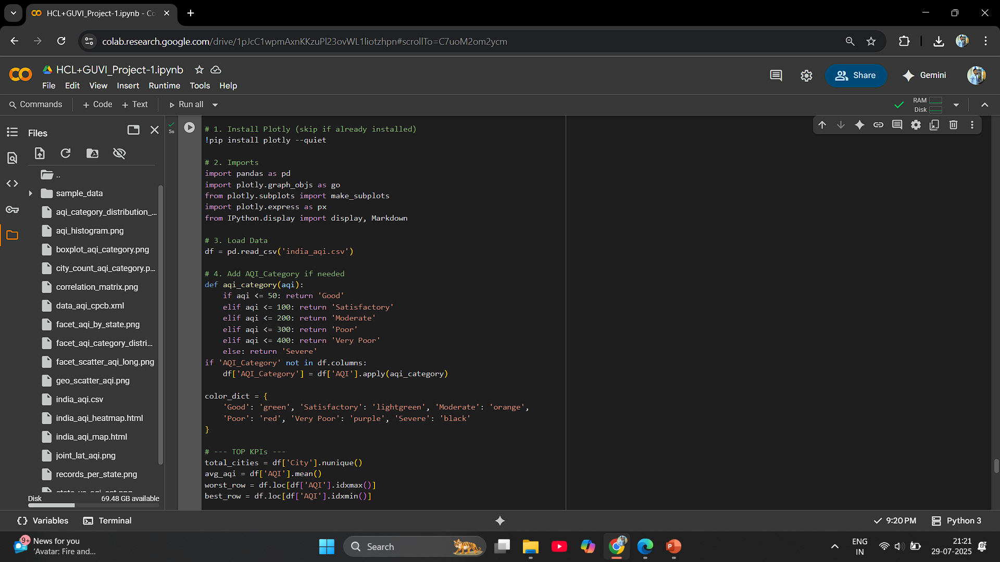 HCL+GUVI_Project-1.ipynb - Co
colab.research.google.com/drive/1pJcC1wpmAxnKKzuPl23ovWL1liotzhpn#scrollTo=C7uoM2om2ycm
HCL+GUVI_Project-1.ipynb
File Edit View Insert Runtime Tools Help
Share
Gemini
Commands
+ Code + Text
Run all
RAM
Disk
Files
..
sample_data
aqi_category_distribution_...
aqi_histogram.png
boxplot_aqi_category.png
city_count_aqi_category.p...
correlation_matrix.png
data_aqi_cpcb.xml
facet_aqi_by_state.png
facet_aqi_category_distri...
facet_scatter_aqi_long.png
geo_scatter_aqi.png
india_aqi.csv
india_aqi_heatmap.html
india_aqi_map.html
joint_lat_aqi.png
records_per_state.png
Disk 69.48 GB available
5s
# 1. Install Plotly (skip if already installed)
!pip install plotly --quiet
# 2. Imports
import pandas as pd
import plotly.graph_objs as go
from plotly.subplots import make_subplots
import plotly.express as px
from IPython.display import display, Markdown
# 3. Load Data
df = pd.read_csv('india_aqi.csv')
# 4. Add AQI_Category if needed
def aqi_category(aqi):
    if aqi <= 50: return 'Good'
    elif aqi <= 100: return 'Satisfactory'
    elif aqi <= 200: return 'Moderate'
    elif aqi <= 300: return 'Poor'
    elif aqi <= 400: return 'Very Poor'
    else: return 'Severe'
if 'AQI_Category' not in df.columns:
    df['AQI_Category'] = df['AQI'].apply(aqi_category)
color_dict = {
    'Good': 'green', 'Satisfactory': 'lightgreen', 'Moderate': 'orange',
    'Poor': 'red', 'Very Poor': 'purple', 'Severe': 'black'
}
# --- TOP KPIs ---
total_cities = df['City'].nunique()
avg_aqi = df['AQI'].mean()
worst_row = df.loc[df['AQI'].idxmax()]
best_row = df.loc[df['AQI'].idxmin()]
Variables
Terminal
9:20 PM
Python 3
9+
News for you
'Avatar: Fire and...
Search
ENG
IN
21:21
29-07-2025